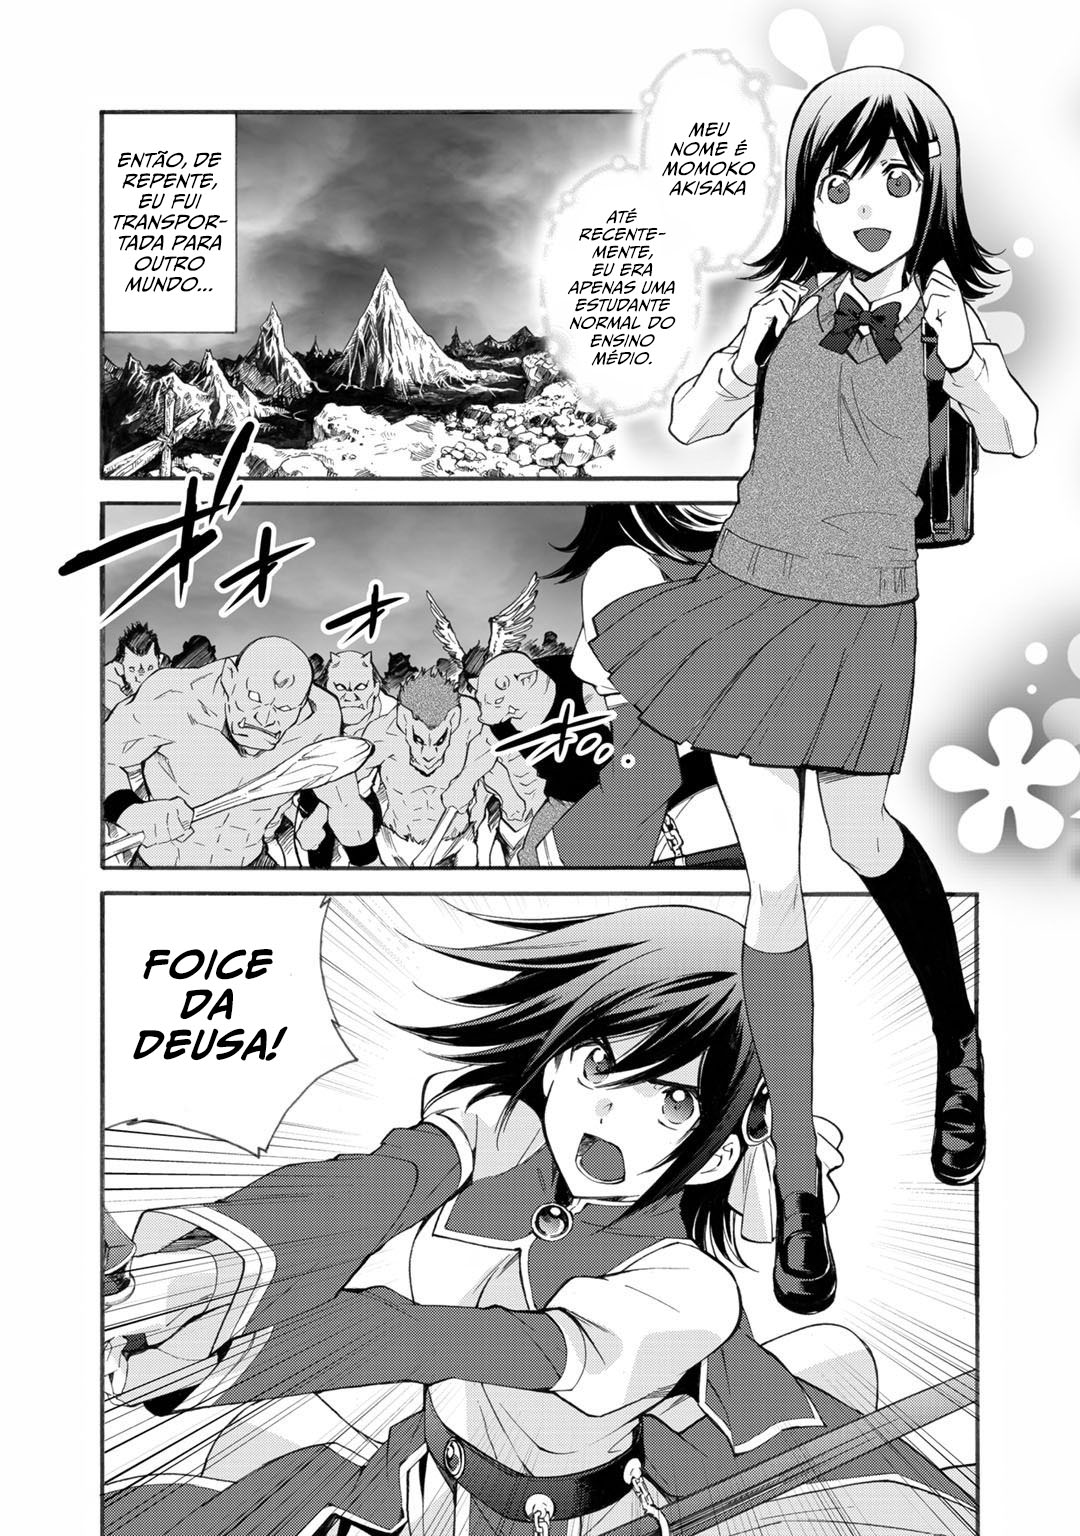 MEU
NOME É
MOMOKO
AKISAKA
ATÉ
RECENTE-
MENTE,
EU ERA
APENAS UMA
ESTUDANTE
NORMAL DO
ENSINO
MÉDIO.
ENTÃO, DE
REPENTE,
EU FUI
TRANSPOR-
TADA PARA
OUTRO
MUNDO...
FOICE
DA
DEUSA!